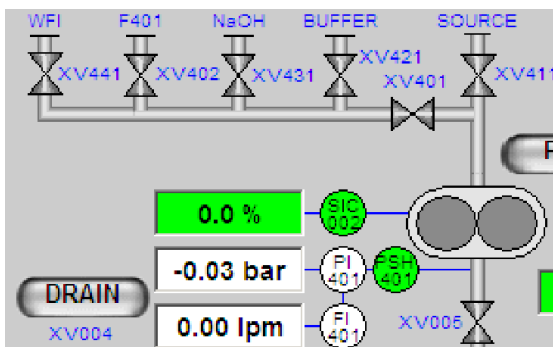 WFI F401 NaOH BUFFER SOURCE
XV441 XV402 XV431 XV421 XV401 XV411
0.0 % SIC 002
-0.03 bar PI 401 PSH 401
DRAIN
XV004
0.00 lpm FI 401 XV005